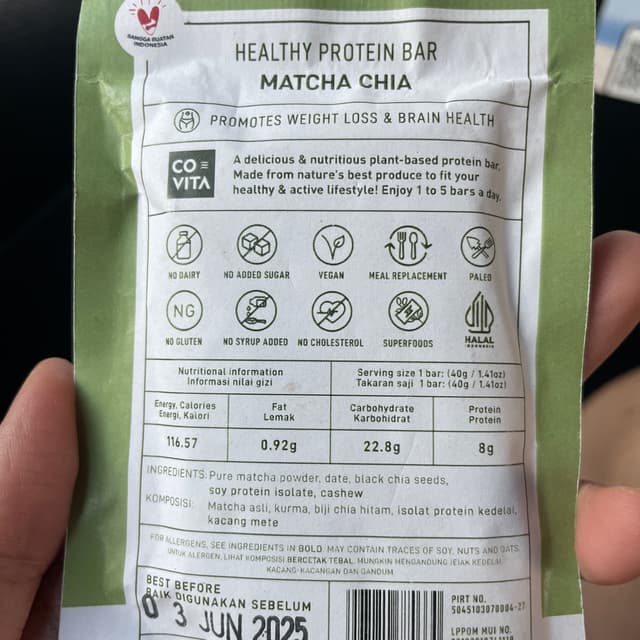 BANGGA BUATAN
INDONESIA
HEALTHY PROTEIN BAR
MATCHA CHIA
PROMOTES WEIGHT LOSS & BRAIN HEALTH
CO
VITA
A delicious & nutritious plant-based protein bar.
Made from nature's best produce to fit your
healthy & active lifestyle! Enjoy 1 to 5 bars a day.
NO DAIRY
NO ADDED SUGAR
VEGAN
MEAL REPLACEMENT
PALEO
NG
NO GLUTEN
NO SYRUP ADDED
NO CHOLESTEROL
SUPERFOODS
HALAL
INDONESIA
Nutritional information
Informasi nilai gizi
Serving size 1 bar: (40g / 1.41oz)
Takaran saji 1 bar: (40g / 1.41oz)
Energy, Calories
Energi, Kalori
Fat
Lemak
Carbohydrate
Karbohidrat
Protein
Protein
116.57
0.92g
22.8g
8g
INGREDIENTS: Pure matcha powder, date, black chia seeds,
soy protein isolate, cashew
KOMPOSISI: Matcha asli, kurma, biji chia hitam, isolat protein kedelai,
kacang mete
FOR ALLERGENS, SEE INGREDIENTS IN BOLD. MAY CONTAIN TRACES OF SOY, NUTS AND OATS.
UNTUK ALERGEN, LIHAT KOMPOSISI BERCETAK TEBAL. MUNGKIN MENGANDUNG JEJAK KEDELAI,
KACANG-KACANGAN DAN GANDUM.
BEST BEFORE
BAIK DIGUNAKAN SEBELUM
0 3 JUN 2025
PIRT NO.
5045103070004-27
LPPOM MUI NO.